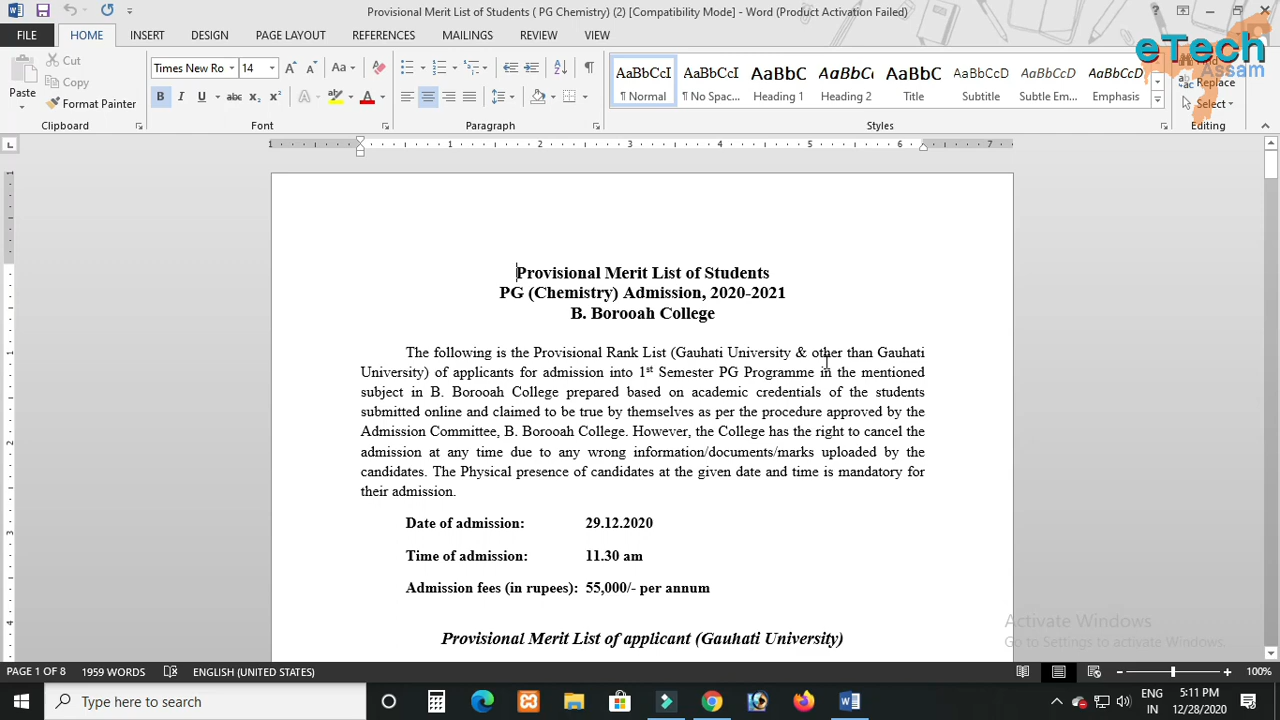 Provisional Merit List of Students ( PG Chemistry) (2) [Compatibility Mode] - Word (Product Activation Failed)
FILE HOME INSERT DESIGN PAGE LAYOUT REFERENCES MAILINGS REVIEW VIEW
eTech
Assam
Paste
Cut
Copy
Format Painter
Times New Ro 14
AaBbCcI AaBbCcI AaBbC AaBbCc AaBbC AaBbCcD AaBbCcD AaBbCcD
¶ Normal ¶ No Spac... Heading 1 Heading 2 Title Subtitle Subtle Em... Emphasis
Replace
Select
Clipboard Font Paragraph Styles Editing
1 1 2 3 4 5 6 7
Provisional Merit List of Students
PG (Chemistry) Admission, 2020-2021
B. Borooah College
The following is the Provisional Rank List (Gauhati University & other than Gauhati
University) of applicants for admission into 1st Semester PG Programme in the mentioned
subject in B. Borooah College prepared based on academic credentials of the students
submitted online and claimed to be true by themselves as per the procedure approved by the
Admission Committee, B. Borooah College. However, the College has the right to cancel the
admission at any time due to any wrong information/documents/marks uploaded by the
candidates. The Physical presence of candidates at the given date and time is mandatory for
their admission.
Date of admission: 29.12.2020
Time of admission: 11.30 am
Admission fees (in rupees): 55,000/- per annum
Provisional Merit List of applicant (Gauhati University)
Activate Windows
Go to Settings to activate Windows.
PAGE 1 OF 8 1959 WORDS ENGLISH (UNITED STATES) 100%
Type here to search
ENG
IN
5:11 PM
12/28/2020